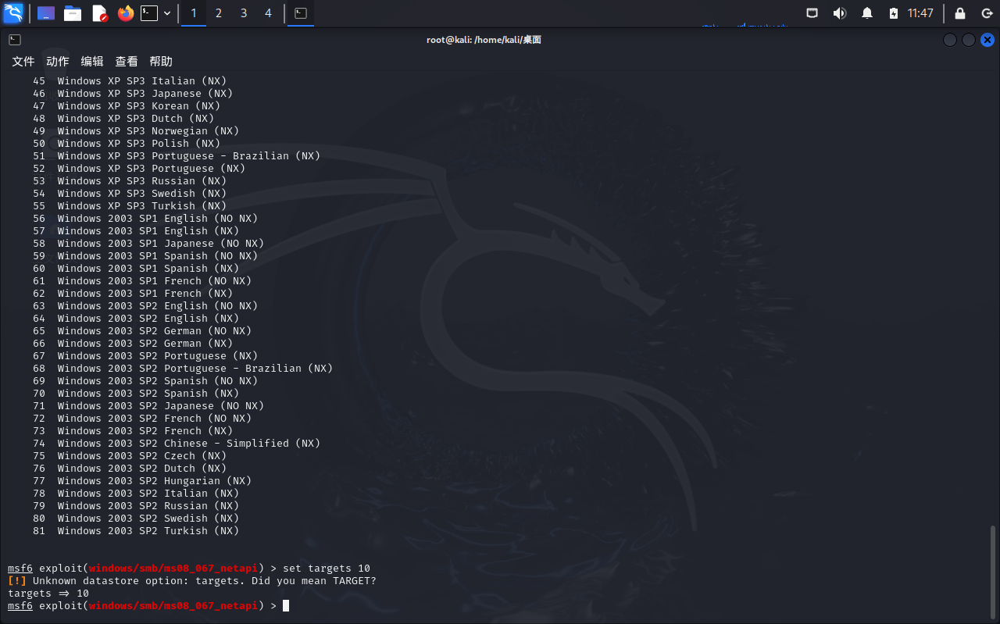 1 2 3 4 11:47
root@kali: /home/kali/桌面
文件 动作 编辑 查看 帮助
45 Windows XP SP3 Italian (NX)
46 Windows XP SP3 Japanese (NX)
47 Windows XP SP3 Korean (NX)
48 Windows XP SP3 Dutch (NX)
49 Windows XP SP3 Norwegian (NX)
50 Windows XP SP3 Polish (NX)
51 Windows XP SP3 Portuguese - Brazilian (NX)
52 Windows XP SP3 Portuguese (NX)
53 Windows XP SP3 Russian (NX)
54 Windows XP SP3 Swedish (NX)
55 Windows XP SP3 Turkish (NX)
56 Windows 2003 SP1 English (NO NX)
57 Windows 2003 SP1 English (NX)
58 Windows 2003 SP1 Japanese (NO NX)
59 Windows 2003 SP1 Spanish (NO NX)
60 Windows 2003 SP1 Spanish (NX)
61 Windows 2003 SP1 French (NO NX)
62 Windows 2003 SP1 French (NX)
63 Windows 2003 SP2 English (NO NX)
64 Windows 2003 SP2 English (NX)
65 Windows 2003 SP2 German (NO NX)
66 Windows 2003 SP2 German (NX)
67 Windows 2003 SP2 Portuguese (NX)
68 Windows 2003 SP2 Portuguese - Brazilian (NX)
69 Windows 2003 SP2 Spanish (NO NX)
70 Windows 2003 SP2 Spanish (NX)
71 Windows 2003 SP2 Japanese (NO NX)
72 Windows 2003 SP2 French (NO NX)
73 Windows 2003 SP2 French (NX)
74 Windows 2003 SP2 Chinese - Simplified (NX)
75 Windows 2003 SP2 Czech (NX)
76 Windows 2003 SP2 Dutch (NX)
77 Windows 2003 SP2 Hungarian (NX)
78 Windows 2003 SP2 Italian (NX)
79 Windows 2003 SP2 Russian (NX)
80 Windows 2003 SP2 Swedish (NX)
81 Windows 2003 SP2 Turkish (NX)
msf6 exploit(windows/smb/ms08_067_netapi) > set targets 10
[!] Unknown datastore option: targets. Did you mean TARGET?
targets => 10
msf6 exploit(windows/smb/ms08_067_netapi) >